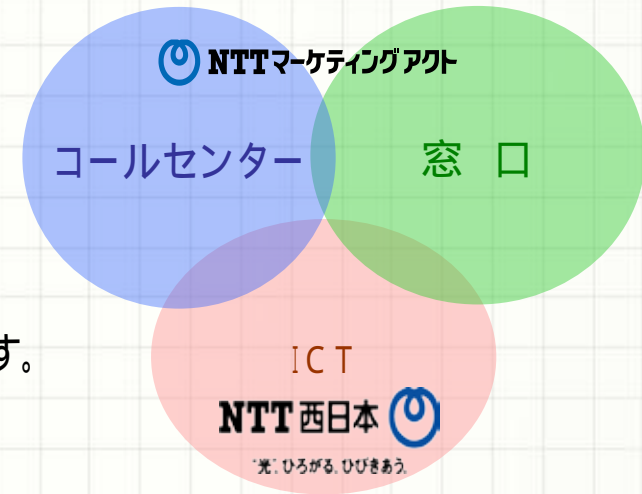 NTTマーケティングアクト
コールセンター
窓 口
す。
ICT
NTT西日本
“光”、ひろがる。ひびきあう。